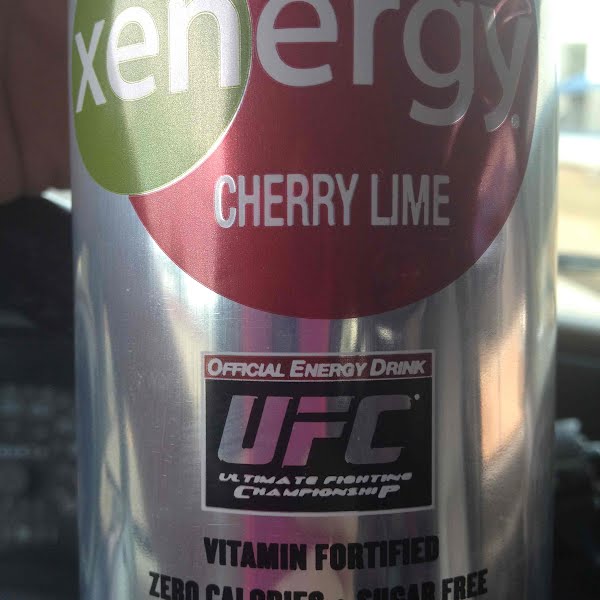 xenergy®
CHERRY LIME
OFFICIAL ENERGY DRINK
UFC®
ULTIMATE FIGHTING
CHAMPIONSHIP
VITAMIN FORTIFIED
ZERO CALORIES • SUGAR FREE